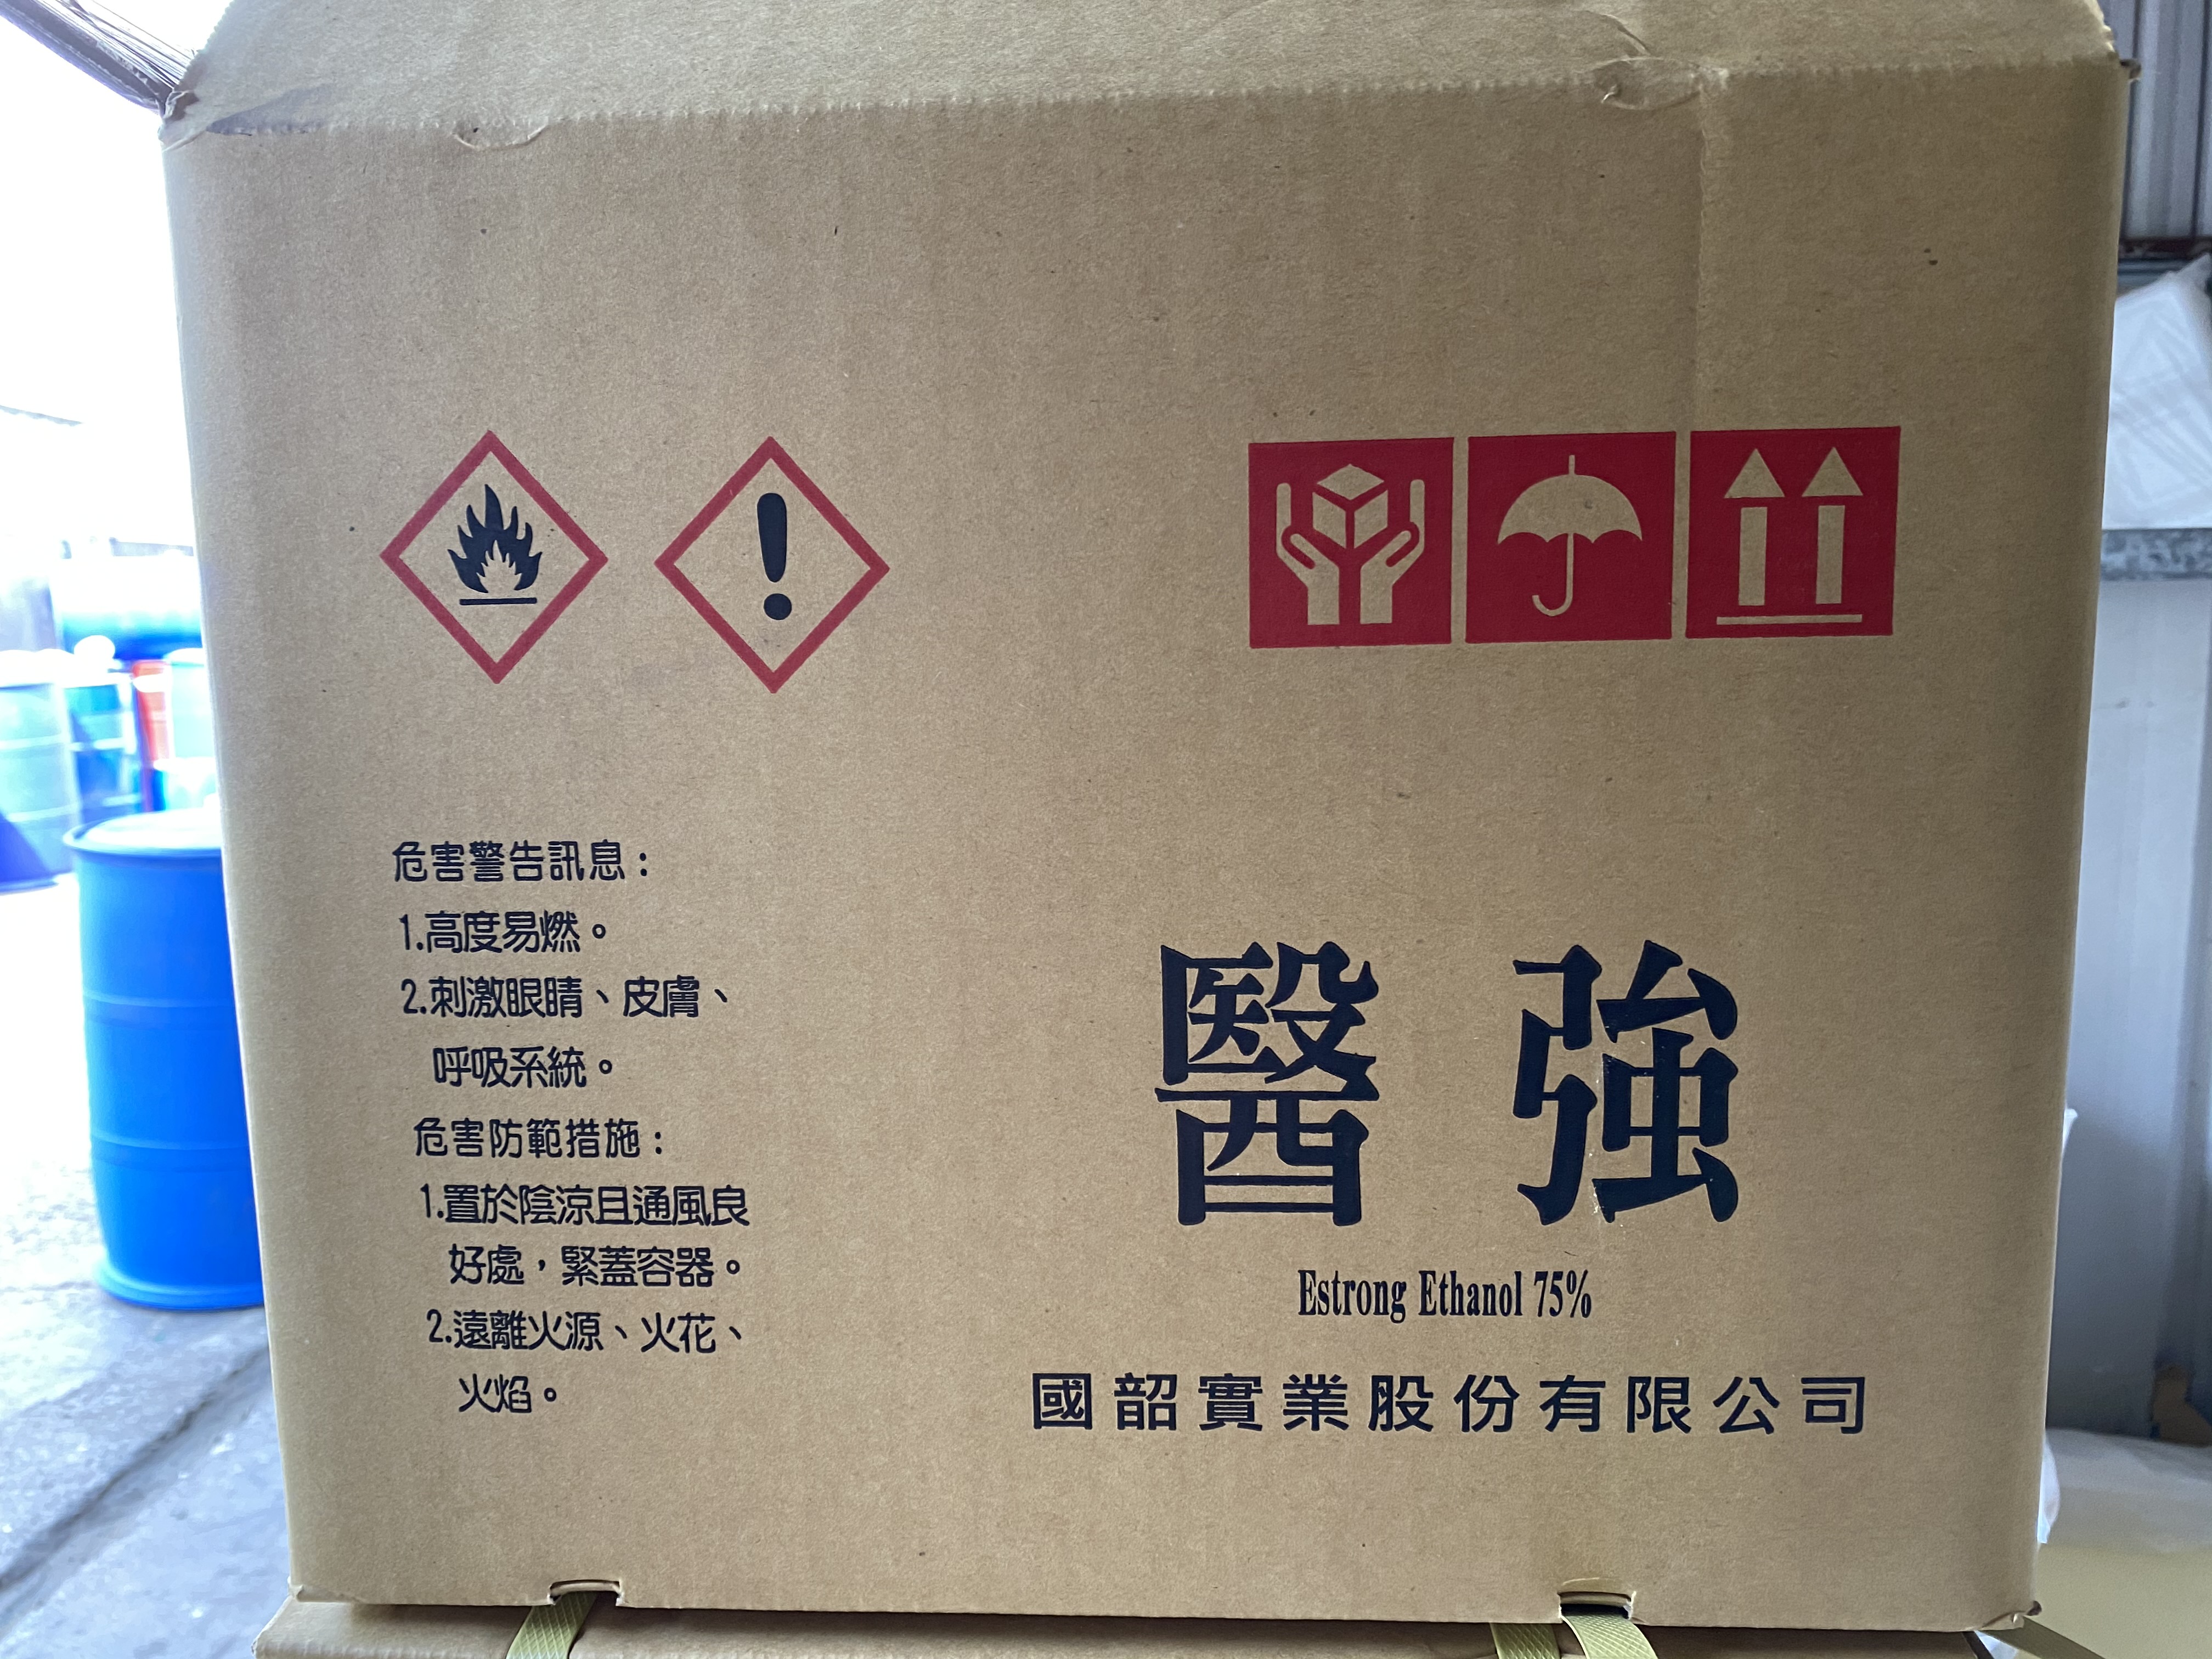 危害警告訊息：
1.高度易燃。
2.刺激眼睛、皮膚、
呼吸系統。
危害防範措施：
1.置於陰涼且通風良
好處，緊蓋容器。
2.遠離火源、火花、
火焰。
醫強
Estrong Ethanol 75%
國韶實業股份有限公司